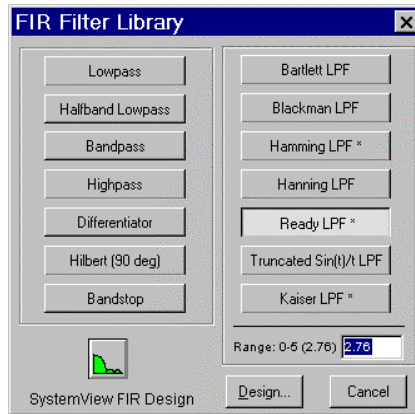 FIR Filter Library
Lowpass
Halfband Lowpass
Bandpass
Highpass
Differentiator
Hilbert (90 deg)
Bandstop
Bartlett LPF
Blackman LPF
Hamming LPF *
Hanning LPF
Ready LPF *
Truncated Sin(t)/t LPF
Kaiser LPF *
Range: 0-5 (2.76) 2.76
SystemView FIR Design
Design... Cancel